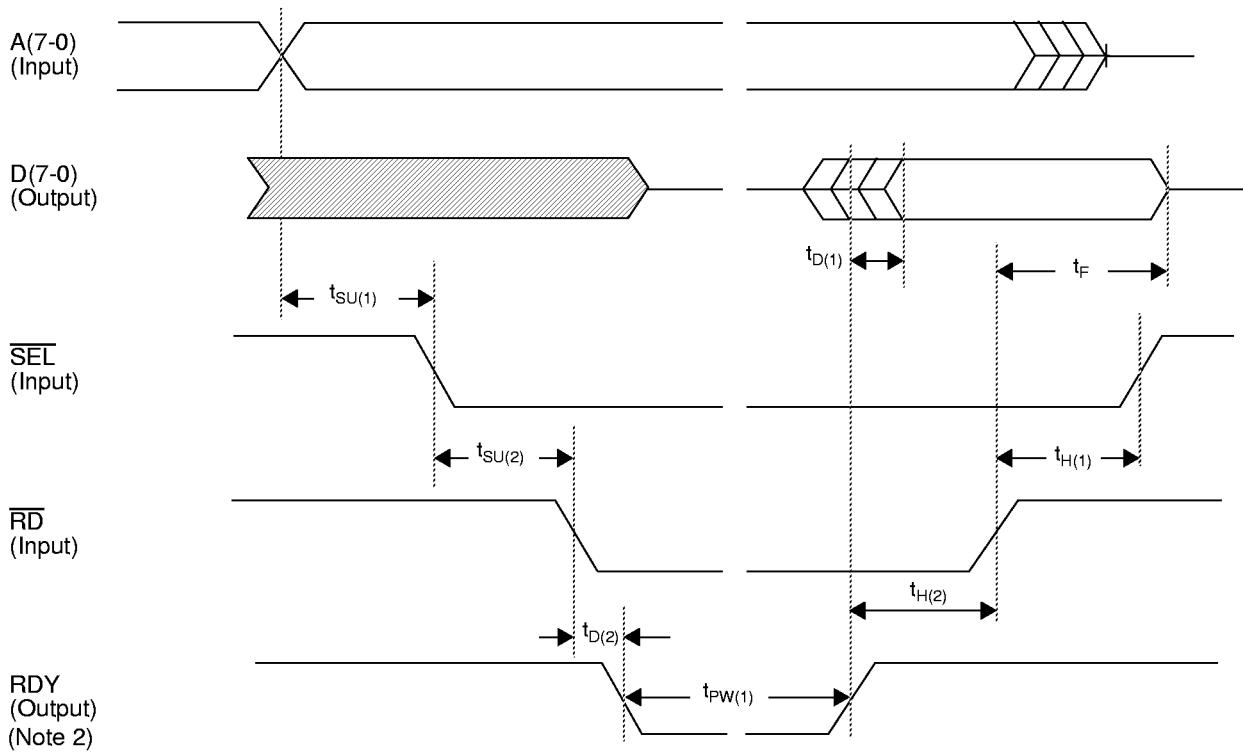 A(7-0)
(Input)
D(7-0)
(Output)
tD(1)
tF
tSU(1)
SEL
(Input)
tSU(2)
tH(1)
RD
(Input)
tH(2)
tD(2)
RDY
(Output)
(Note 2)
tPW(1)